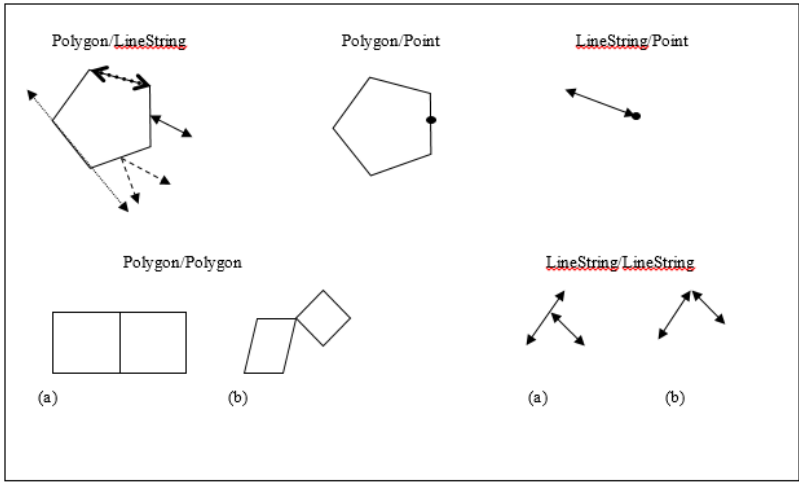 Polygon/LineString
Polygon/Point
LineString/Point
Polygon/Polygon
LineString/LineString
(a)
(b)
(a)
(b)